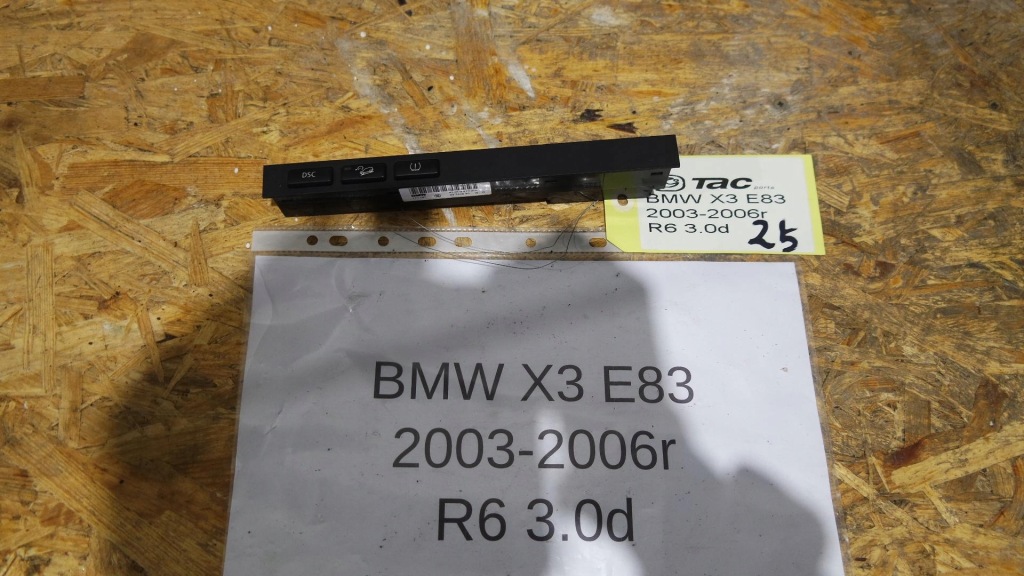 DSC
TAC
parts
BMW X3 E83
2003-2006r
R6 3.0d
25
BMW X3 E83
2003-2006r
R6 3.0d